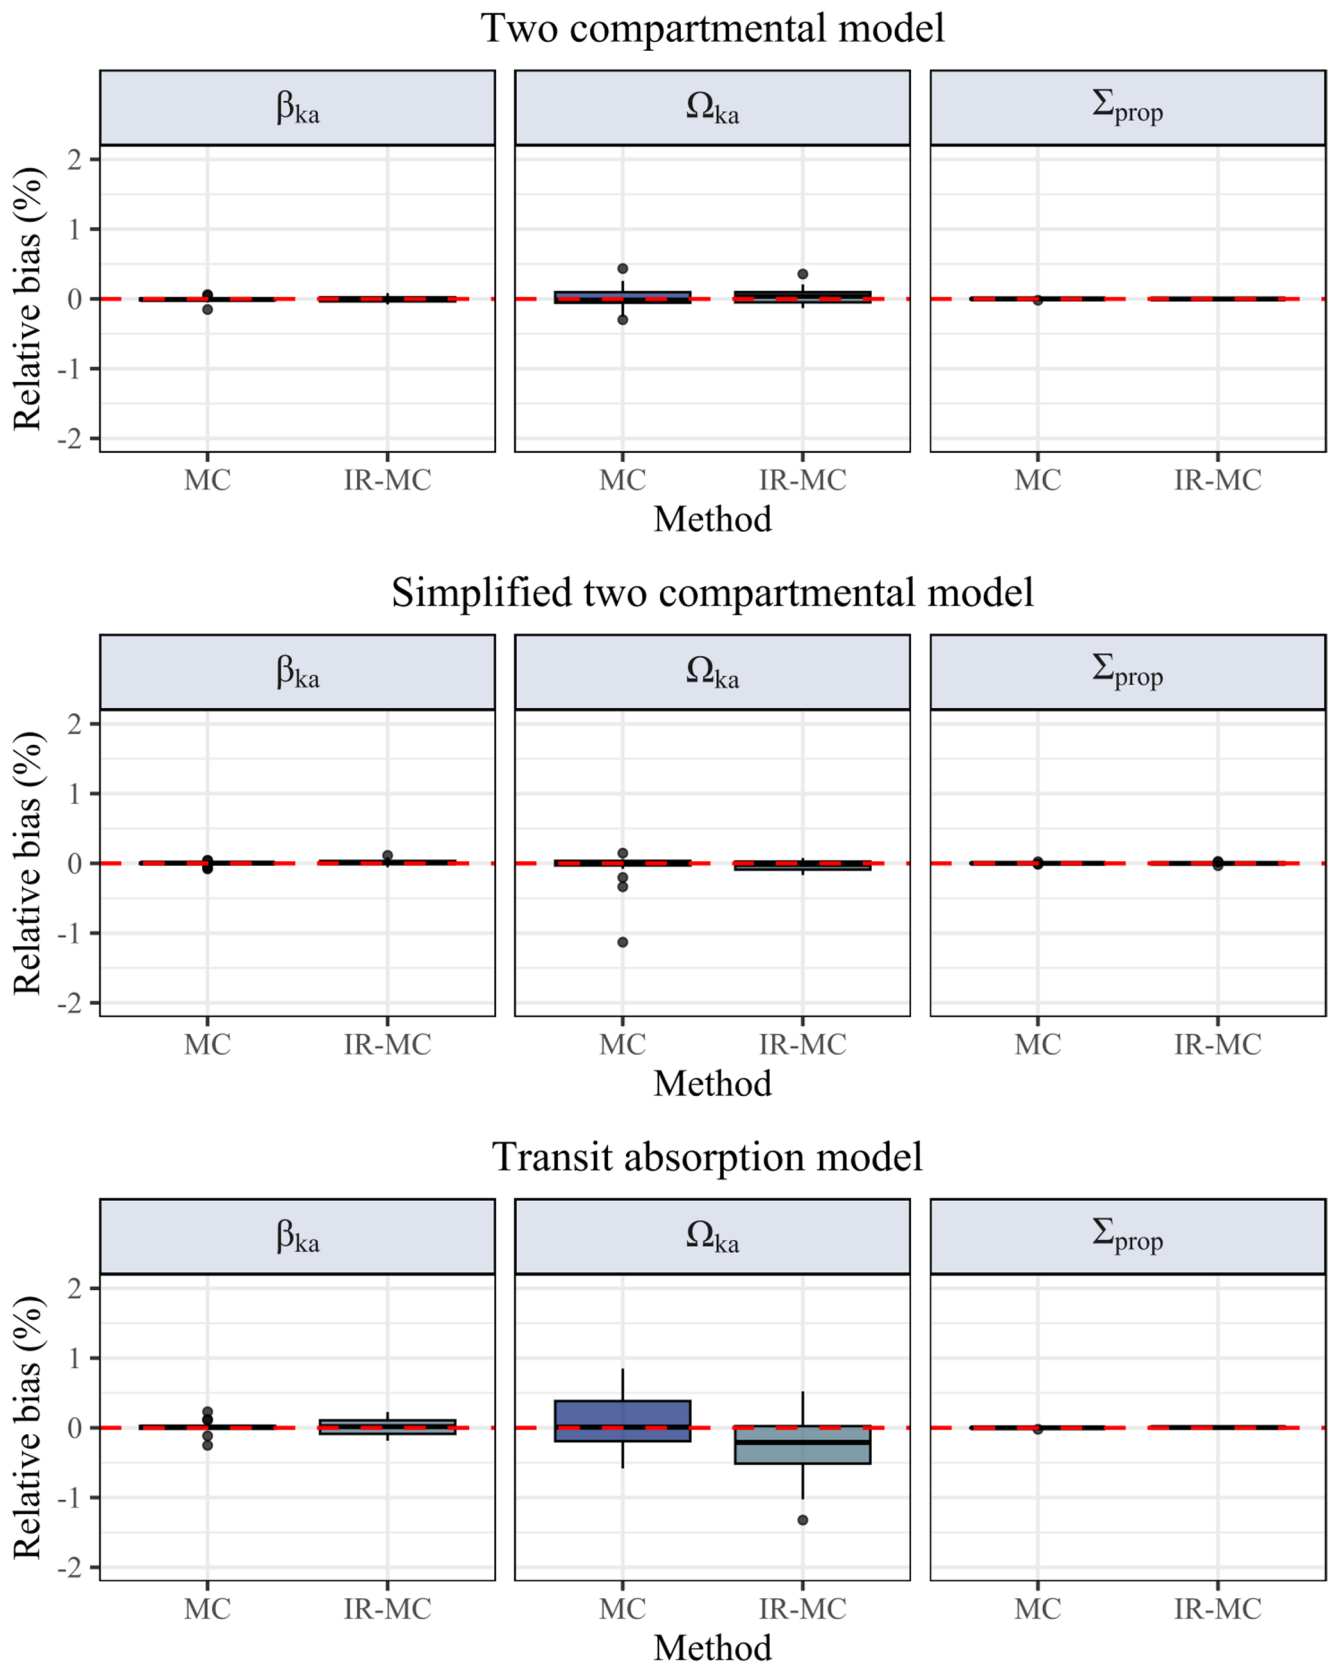 Two compartmental model
βka Ωka Σprop
Relative bias (%)
2
1
0
-1
-2
MC IR-MC MC IR-MC MC IR-MC
Method
Simplified two compartmental model
βka Ωka Σprop
Relative bias (%)
2
1
0
-1
-2
MC IR-MC MC IR-MC MC IR-MC
Method
Transit absorption model
βka Ωka Σprop
Relative bias (%)
2
1
0
-1
-2
MC IR-MC MC IR-MC MC IR-MC
Method